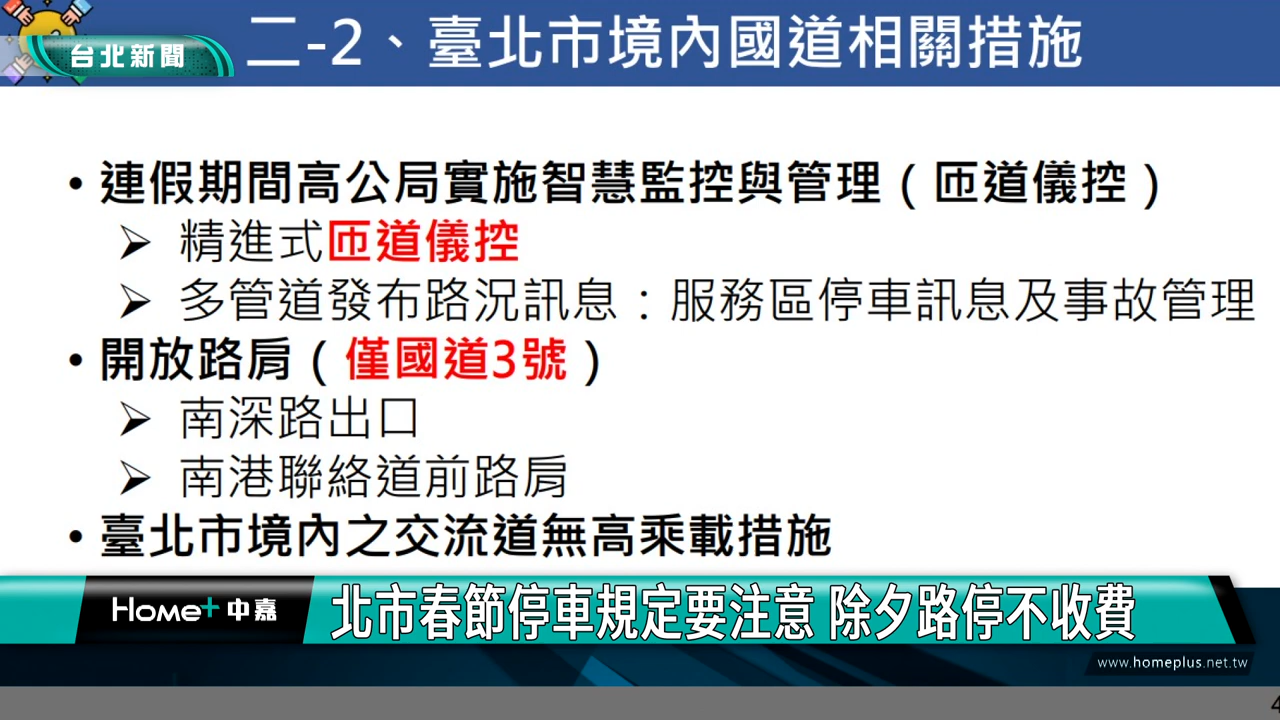 台北新聞
二-2、臺北市境內國道相關措施
• 連假期間高公局實施智慧監控與管理（匝道儀控）
➢ 精進式匝道儀控
➢ 多管道發布路況訊息：服務區停車訊息及事故管理
• 開放路肩（僅國道3號）
➢ 南深路出口
➢ 南港聯絡道前路肩
• 臺北市境內之交流道無高乘載措施
Home+中嘉
北市春節停車規定要注意 除夕路停不收費
www.homeplus.net.tw